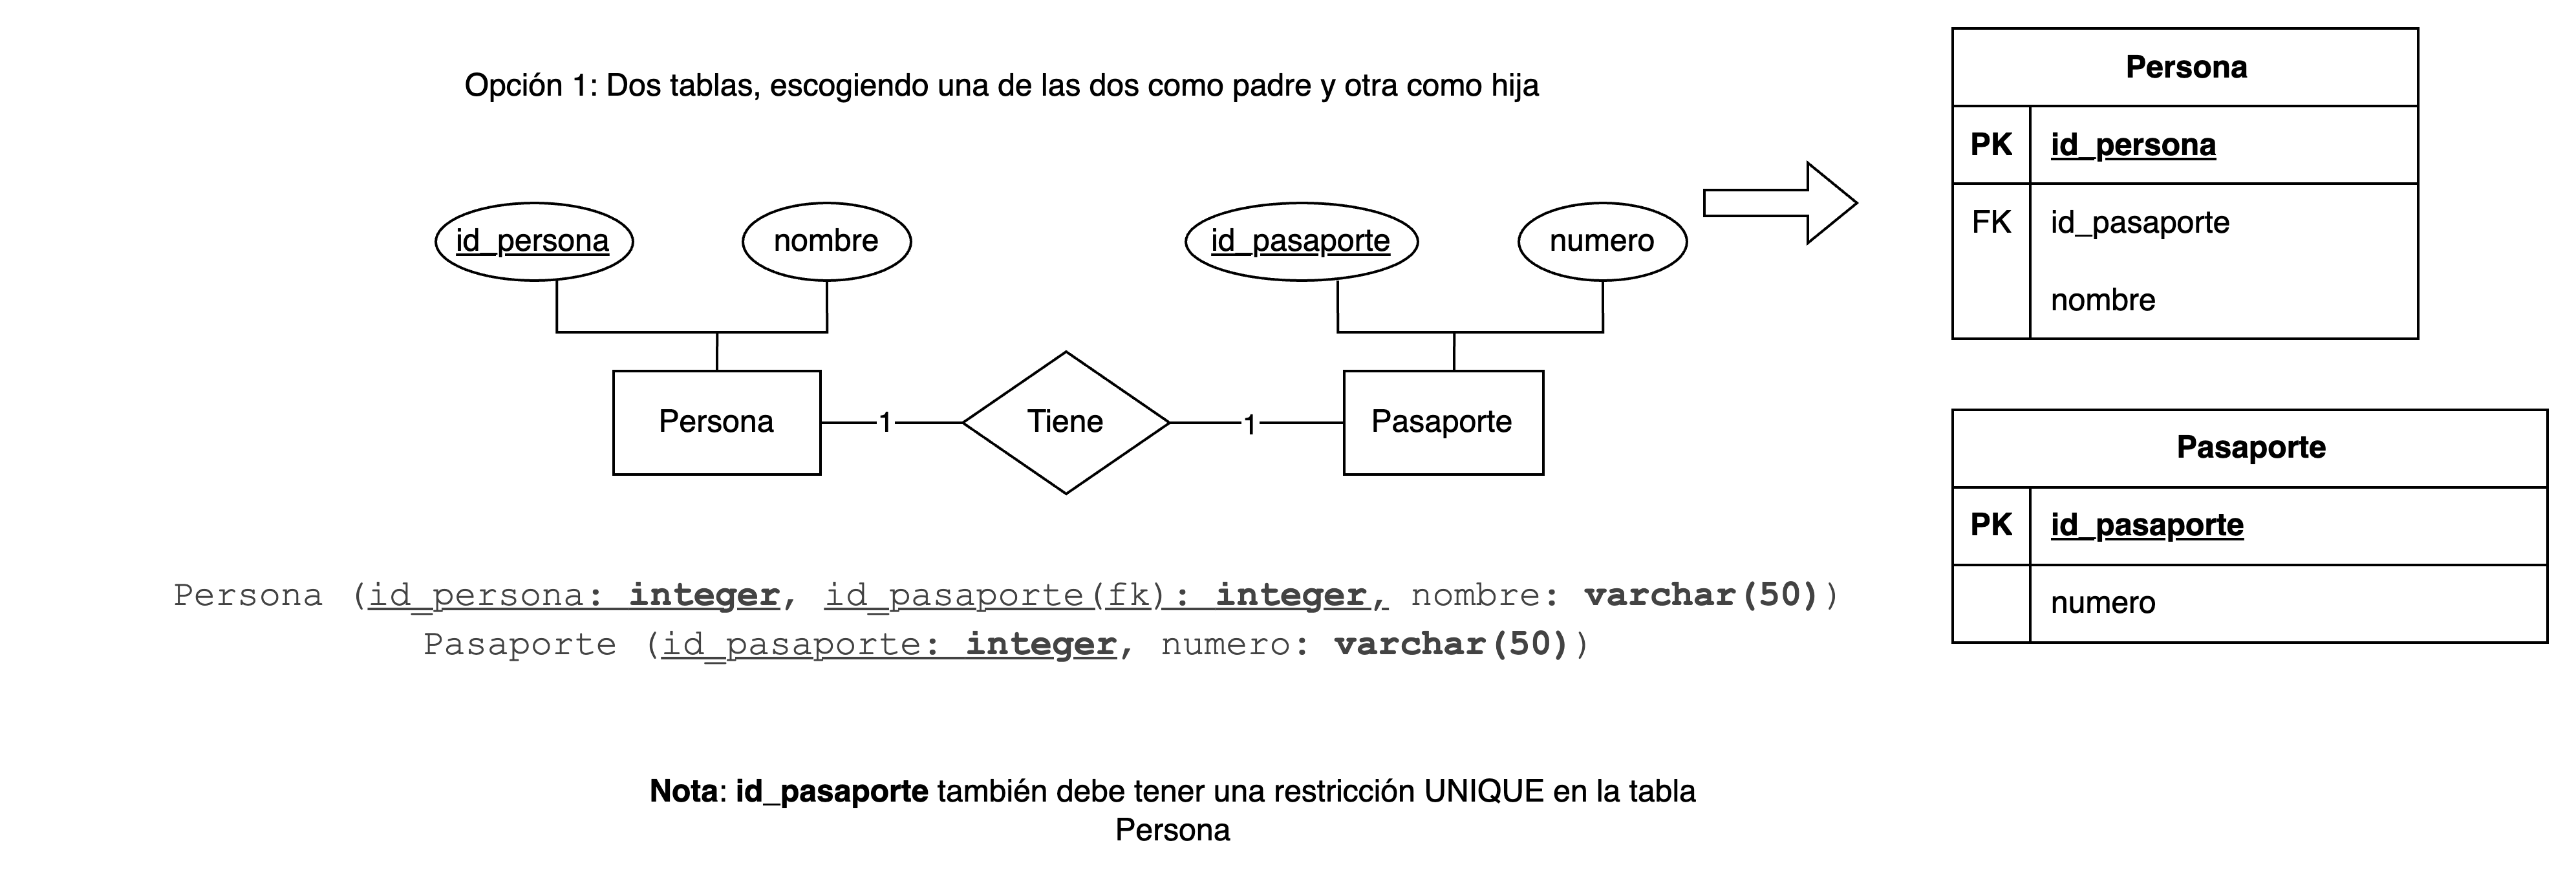 Opción 1: Dos tablas, escogiendo una de las dos como padre y otra como hija
id_persona
nombre
id_pasaporte
numero
Persona
1
Tiene
1
Pasaporte
Persona (id_persona: integer, id_pasaporte(fk): integer, nombre: varchar(50))
Pasaporte (id_pasaporte: integer, numero: varchar(50))
Nota: id_pasaporte también debe tener una restricción UNIQUE en la tabla
Persona
Persona
PK id_persona
FK id_pasaporte
nombre
Pasaporte
PK id_pasaporte
numero